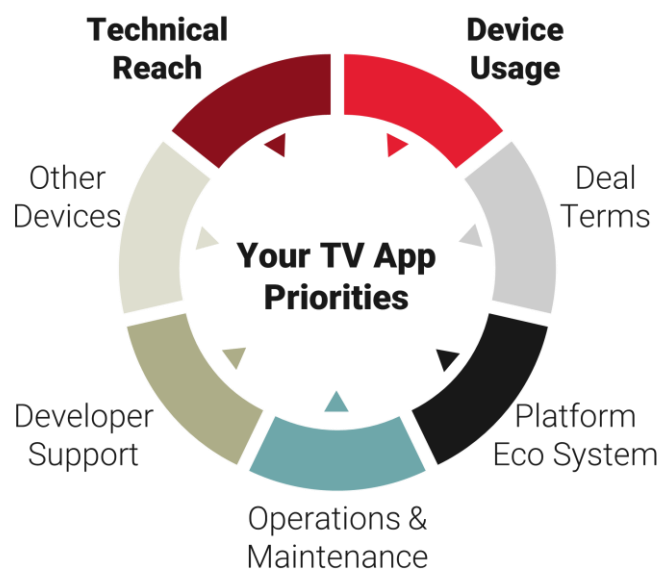 Technical
Reach
Device
Usage
Other
Devices
Deal
Terms
Your TV App
Priorities
Developer
Support
Platform
Eco System
Operations &
Maintenance